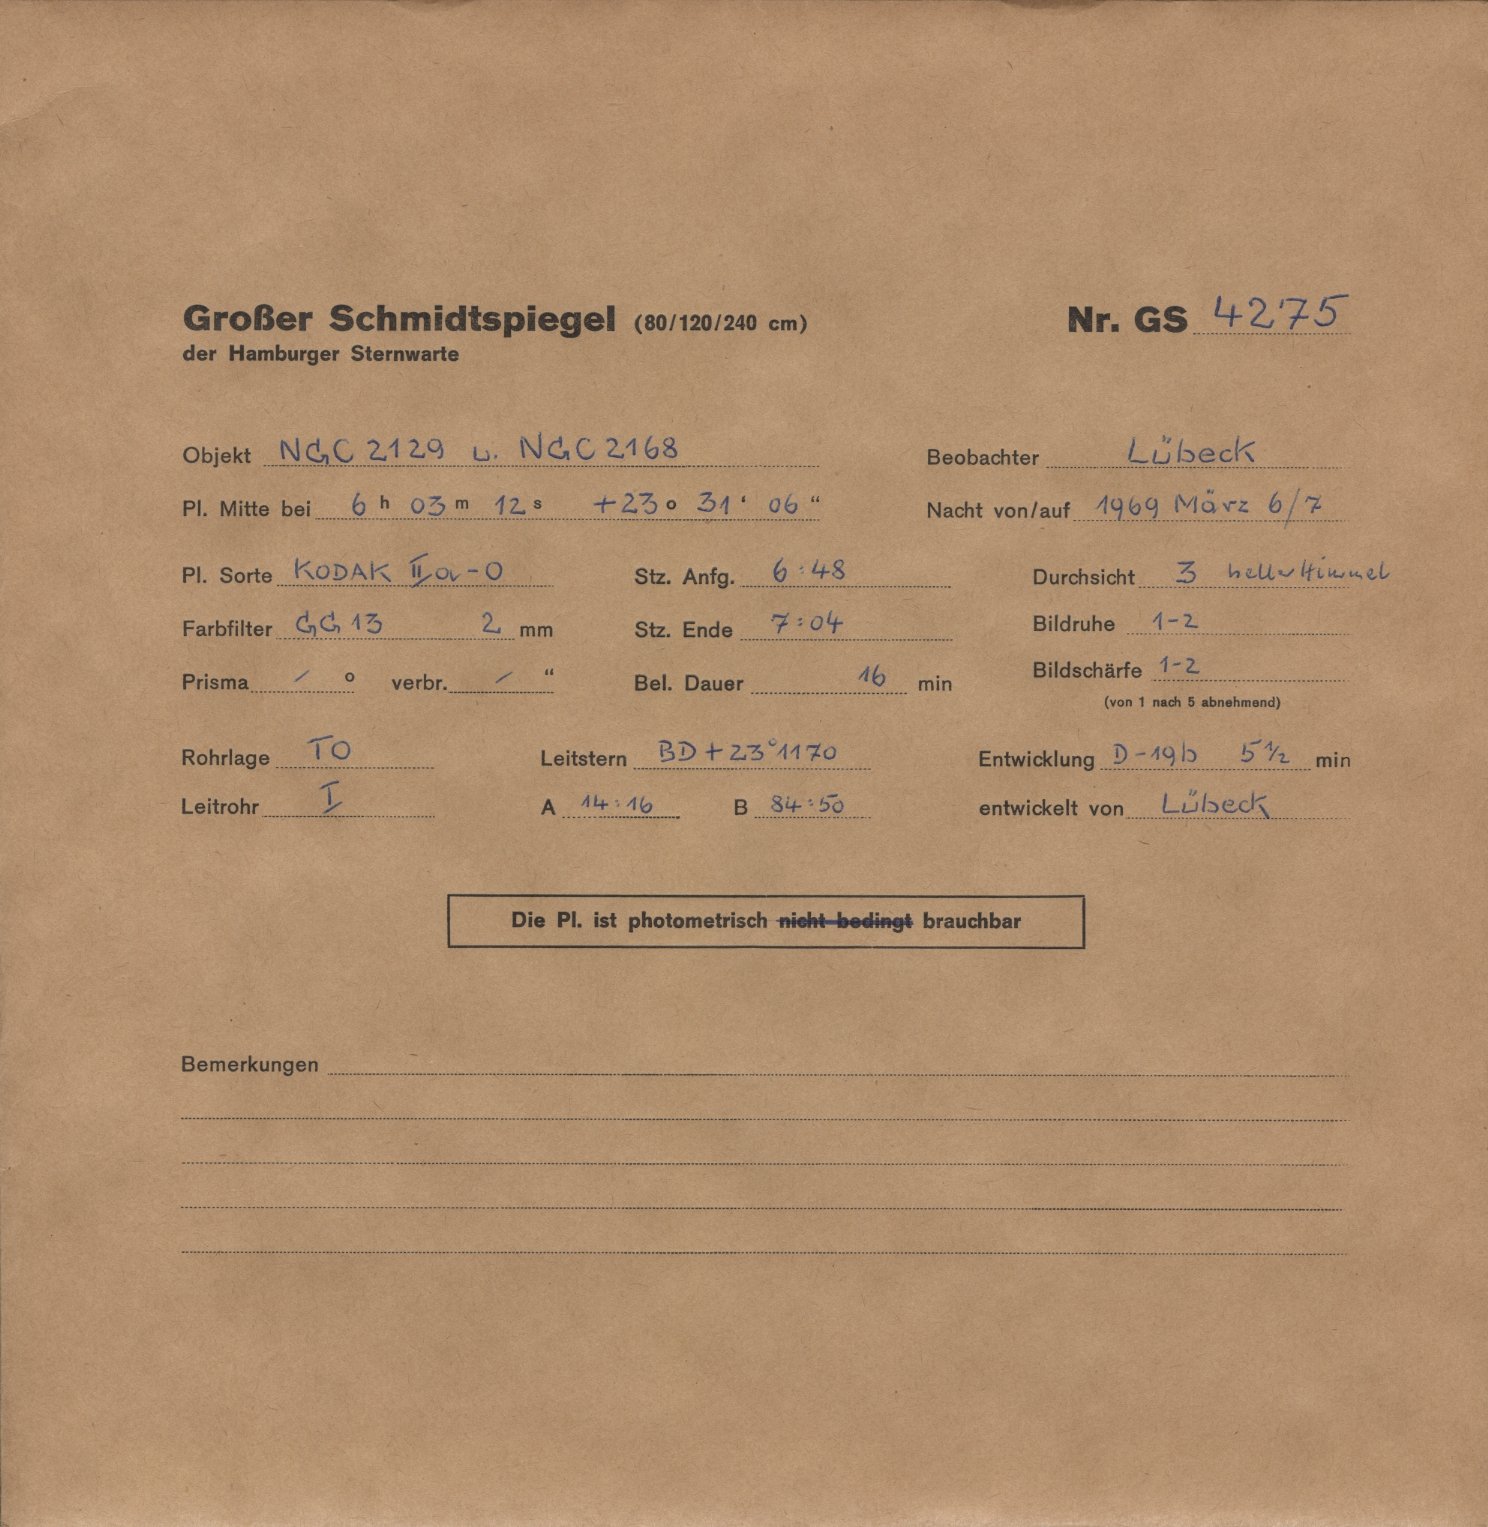 Großer Schmidtspiegel (80/120/240 cm) Nr. GS 4275
der Hamburger Sternwarte
Objekt NGC 2129 u. NGC 2168 Beobachter Lübeck
Pl. Mitte bei 6 h 03 m 12 s +23 o 31 ' 06 “ Nacht von/auf 1969 März 6/7
Pl. Sorte KODAK IIa-O Stz. Anfg. 6:48 Durchsicht 3 heller Himmel
Farbfilter GG 13 2 mm Stz. Ende 7:04 Bildruhe 1-2
Prisma / o verbr. / “ Bel. Dauer 16 min Bildschärfe 1-2
(von 1 nach 5 abnehmend)
Rohrlage TO Leitstern BD+23°1170 Entwicklung D-19b 5 1/2 min
Leitrohr I A 14:16 B 84:50 entwickelt von Lübeck
Die Pl. ist photometrisch nicht bedingt brauchbar
Bemerkungen